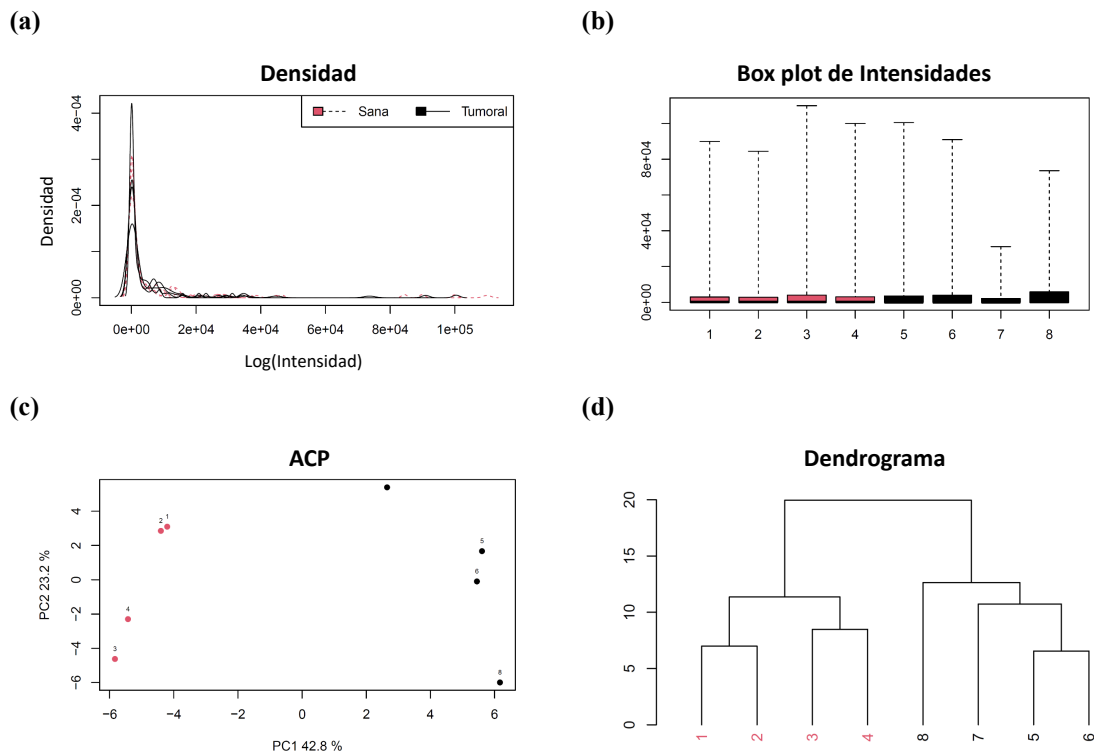 (a)
Densidad
Sana
Tumoral
4e-04
2e-04
0e+00
Densidad
0e+00 2e+04 4e+04 6e+04 8e+04 1e+05
Log(Intensidad)
(b)
Box plot de Intensidades
8e+04
4e+04
0e+00
1 2 3 4 5 6 7 8
(c)
ACP
4
2
0
-2
-4
-6
PC2 23.2 %
2 1
5
6
4
3
8
-6 -4 -2 0 2 4 6
PC1 42.8 %
(d)
Dendrograma
20
15
10
5
0
1 2 3 4 8 7 5 6